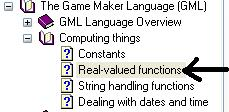 The Game Maker Language (GML)
GML Language Overview
Computing things
Constants
Real-valued functions
String handling functions
Dealing with dates and time